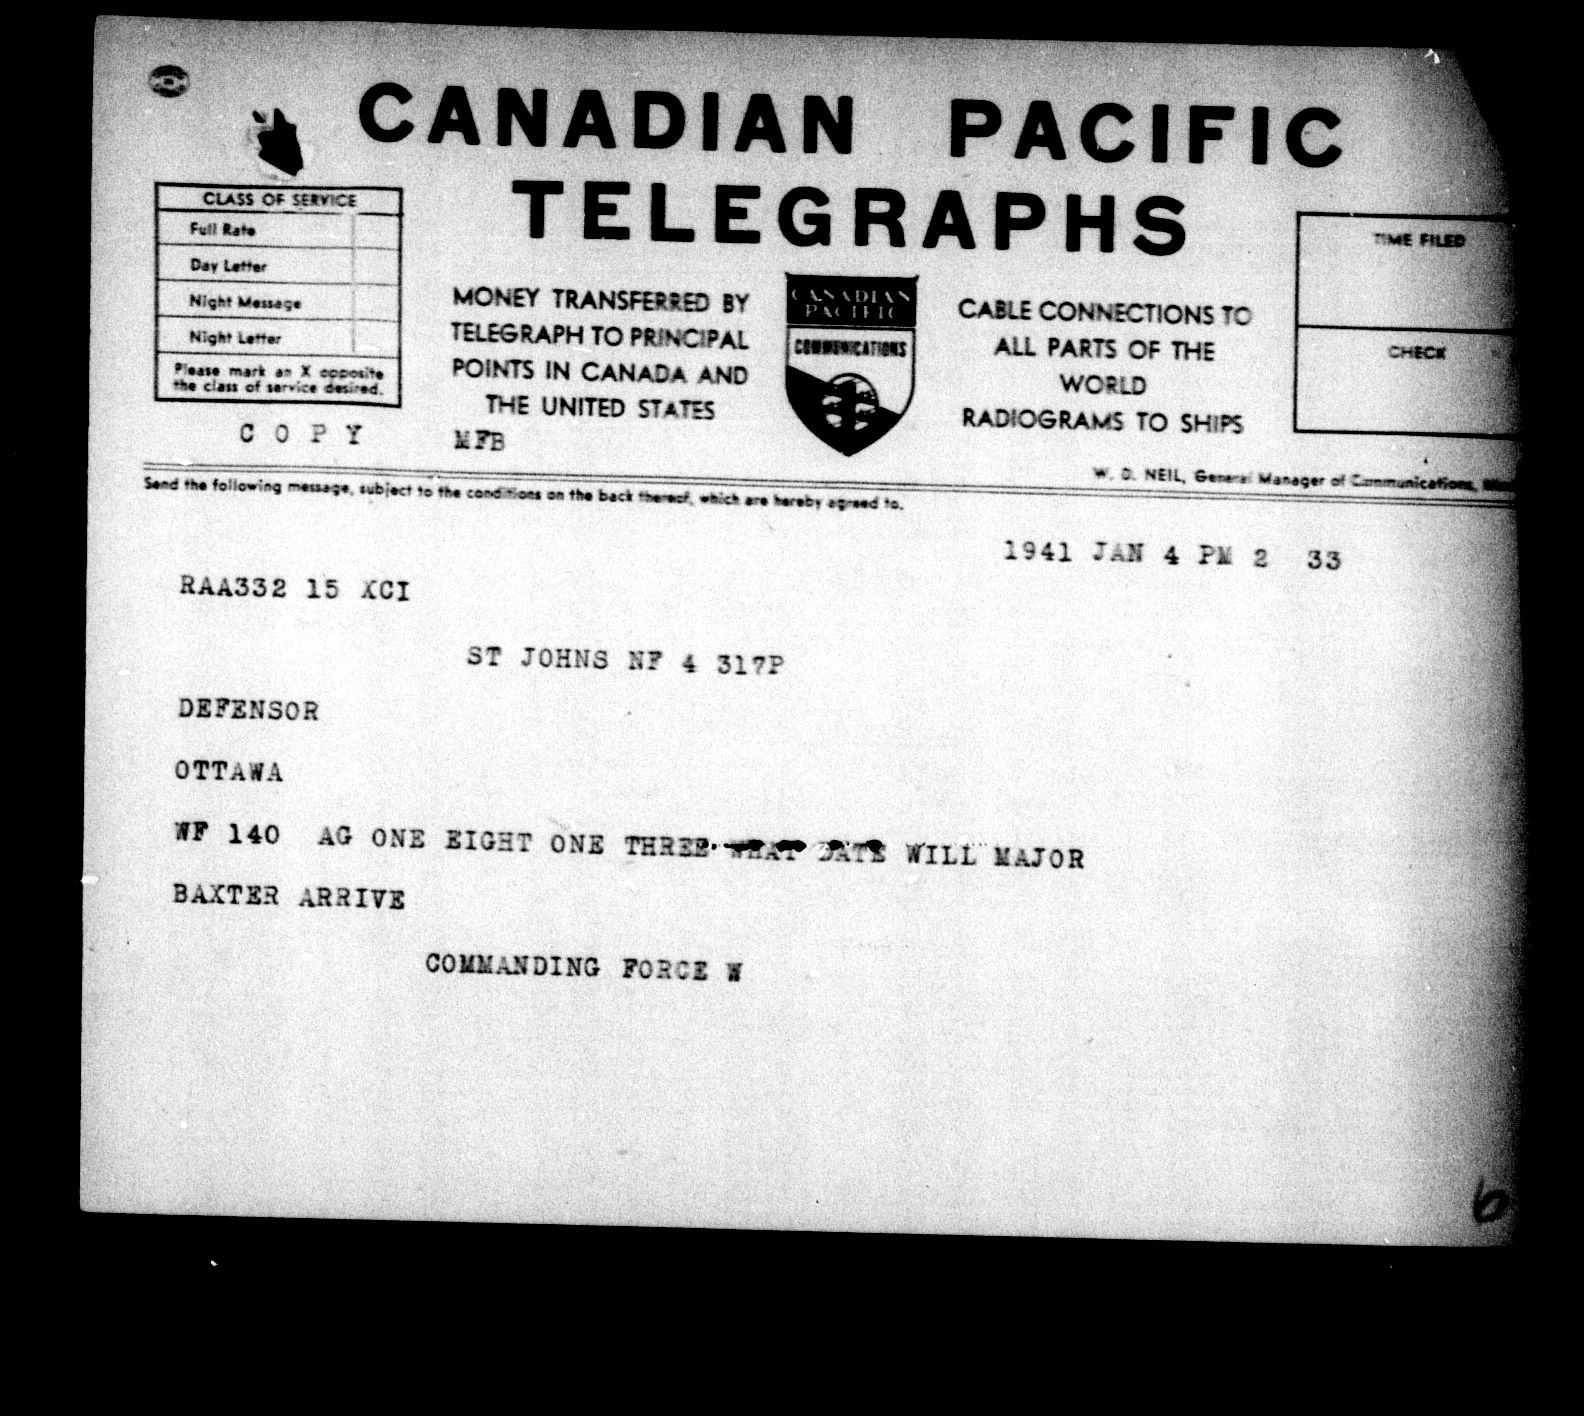 CANADIAN PACIFIC
TELEGRAPHS
CLASS OF SERVICE
Full Rate
Day Letter
Night Message
Night Letter
Please mark an X opposite
the class of service desired.
MONEY TRANSFERRED BY
TELEGRAPH TO PRINCIPAL
POINTS IN CANADA AND
THE UNITED STATES
CANADIAN
PACIFIC
COMMUNICATIONS
CABLE CONNECTIONS TO
ALL PARTS OF THE
WORLD
RADIOGRAMS TO SHIPS
TIME FILED
CHECK
COPY
MFB
W. D. NEIL, General Manager of Communications,
Send the following message, subject to the conditions on the back thereof, which are hereby agreed to.
1941 JAN 4 PM 2 33
RAA332 15 XCI
ST JOHNS NF 4 317P
DEFENSOR
OTTAWA
WF 140 AG ONE EIGHT ONE THREE WHAT DATE WILL MAJOR
BAXTER ARRIVE
COMMANDING FORCE W
6